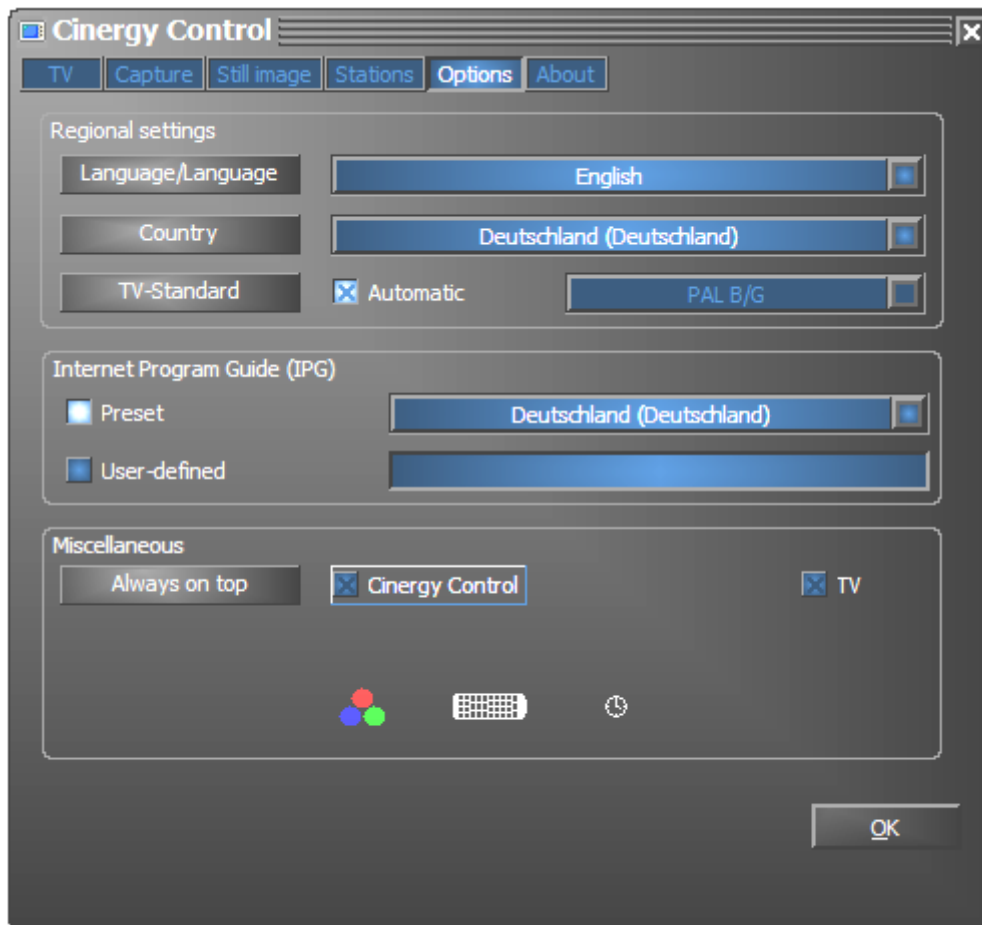 Cinergy Control
TV Capture Still image Stations Options About
Regional settings
Language/Language English
Country Deutschland (Deutschland)
TV-Standard Automatic PAL B/G
Internet Program Guide (IPG)
Preset Deutschland (Deutschland)
User-defined
Miscellaneous
Always on top Cinergy Control TV
OK